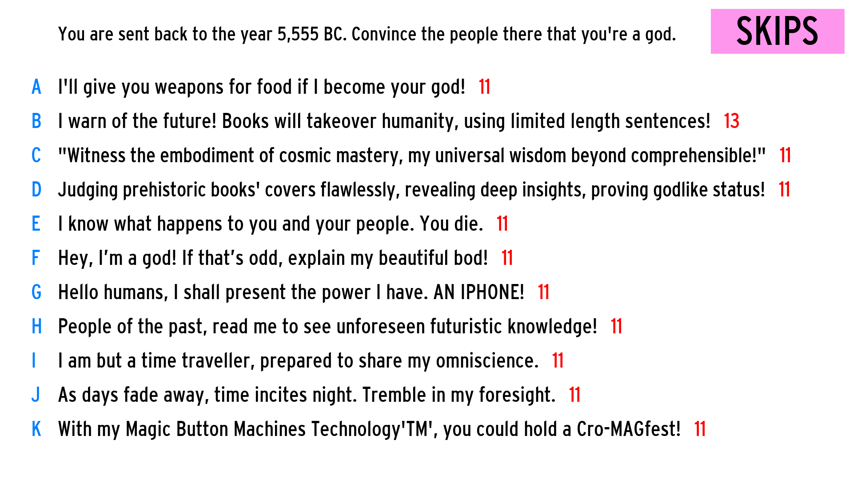 You are sent back to the year 5,555 BC. Convince the people there that you're a god.
SKIPS
A I'll give you weapons for food if I become your god! 11
B I warn of the future! Books will takeover humanity, using limited length sentences! 13
C "Witness the embodiment of cosmic mastery, my universal wisdom beyond comprehensible!" 11
D Judging prehistoric books' covers flawlessly, revealing deep insights, proving godlike status! 11
E I know what happens to you and your people. You die. 11
F Hey, I’m a god! If that’s odd, explain my beautiful bod! 11
G Hello humans, I shall present the power I have. AN IPHONE! 11
H People of the past, read me to see unforeseen futuristic knowledge! 11
I I am but a time traveller, prepared to share my omniscience. 11
J As days fade away, time incites night. Tremble in my foresight. 11
K With my Magic Button Machines Technology'TM', you could hold a Cro-MAGfest! 11